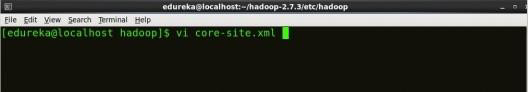 edureka@localhost:~/hadoop-2.7.3/etc/hadoop
File Edit View Search Terminal Help
[edureka@localhost hadoop]$ vi core-site.xml